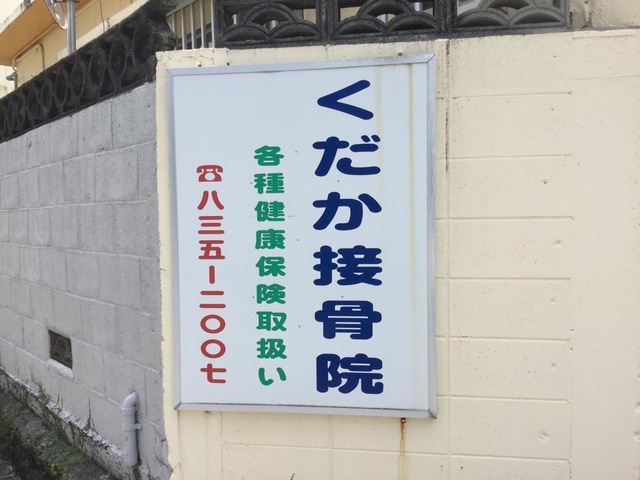 くだか接骨院
各種健康保険取扱い
☎八三五ー二〇〇七